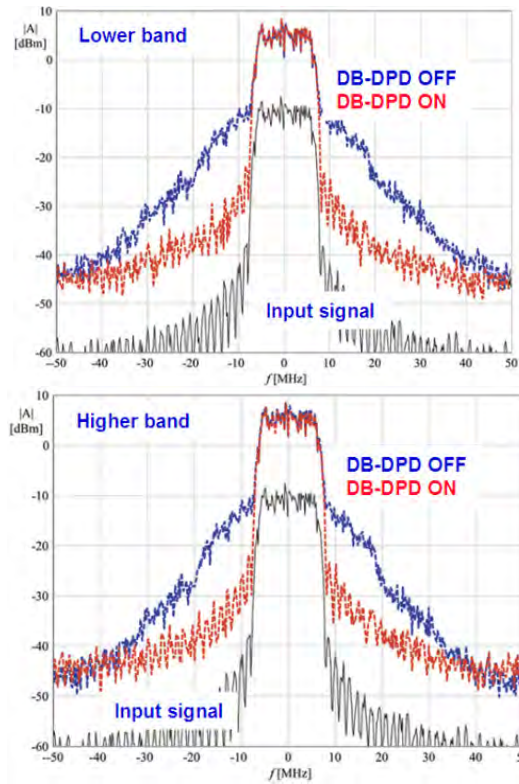 |A|
[dBm]
Lower band
DB-DPD OFF
DB-DPD ON
Input signal
10
0
-10
-20
-30
-40
-50
-60
-50 -40 -30 -20 -10 0 10 20 30 40 50
f [MHz]
|A|
[dBm]
Higher band
DB-DPD OFF
DB-DPD ON
Input signal
10
0
-10
-20
-30
-40
-50
-60
-50 -40 -30 -20 -10 0 10 20 30 40 50
f [MHz]